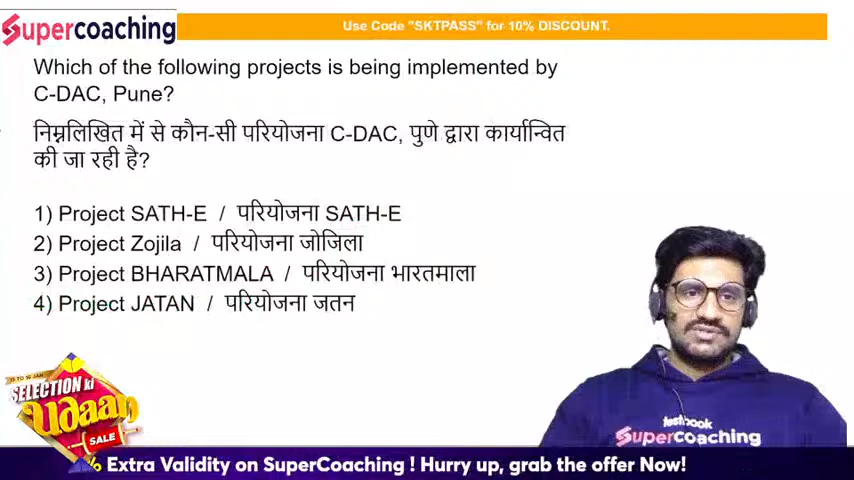 Supercoaching
Use Code "SKTPASS" for 10% DISCOUNT.
Which of the following projects is being implemented by
C-DAC, Pune?
निम्नलिखित में से कौन-सी परियोजना C-DAC, पुणे द्वारा कार्यान्वित
की जा रही है?
1) Project SATH-E / परियोजना SATH-E
2) Project Zojila / परियोजना जोजिला
3) Project BHARATMALA / परियोजना भारतमाला
4) Project JATAN / परियोजना जतन
SELECTION ki
udaan
SALE
testbook
Supercoaching
% Extra Validity on SuperCoaching ! Hurry up, grab the offer Now!